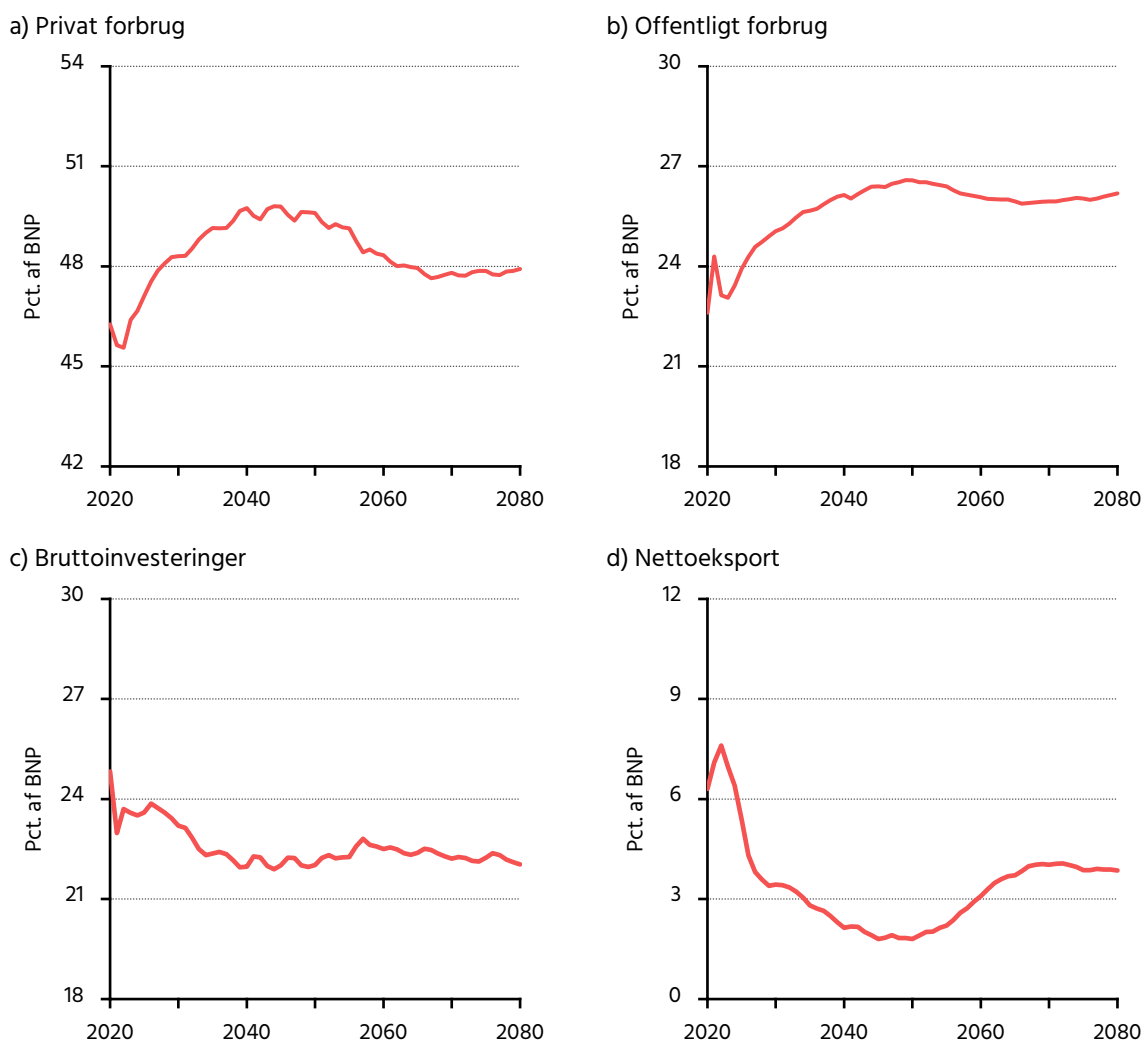 a) Privat forbrug
54
51
48
45
42
Pct. af BNP
2020 2040 2060 2080
b) Offentligt forbrug
30
27
24
21
18
Pct. af BNP
2020 2040 2060 2080
c) Bruttoinvesteringer
30
27
24
21
18
Pct. af BNP
2020 2040 2060 2080
d) Nettoeksport
12
9
6
3
0
Pct. af BNP
2020 2040 2060 2080